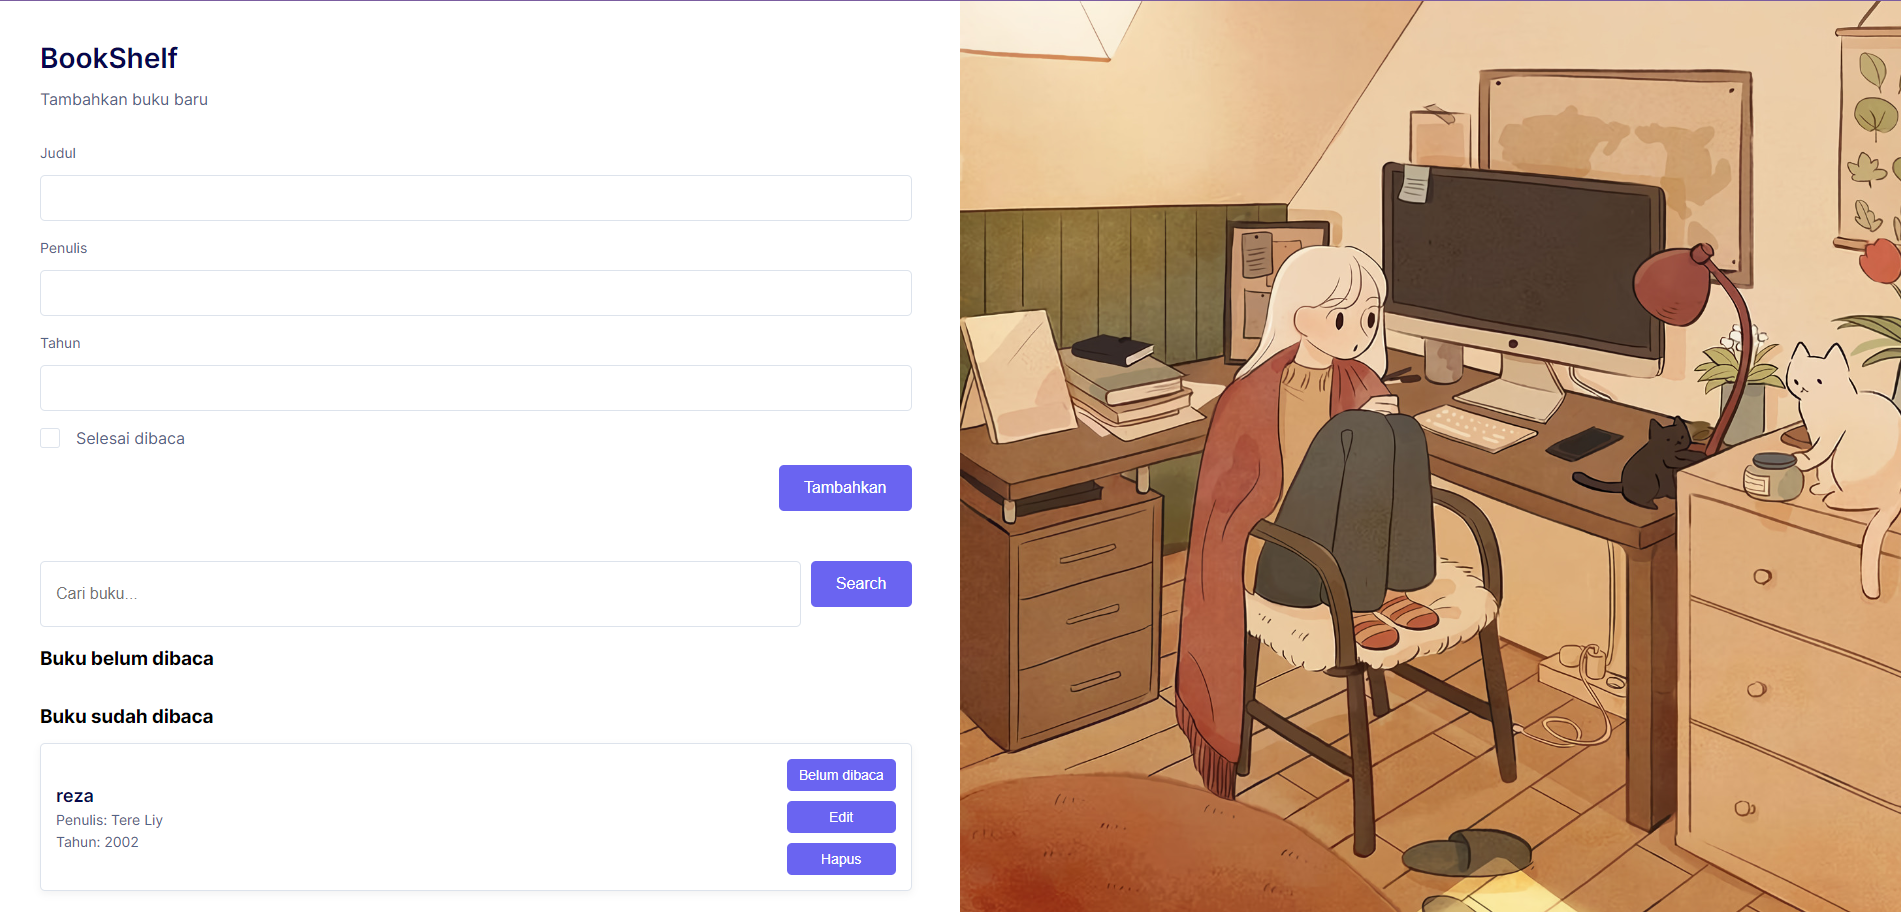 BookShelf
Tambahkan buku baru
Judul
Penulis
Tahun
Selesai dibaca
Tambahkan
Cari buku...
Search
Buku belum dibaca
Buku sudah dibaca
reza
Penulis: Tere Liy
Tahun: 2002
Belum dibaca
Edit
Hapus